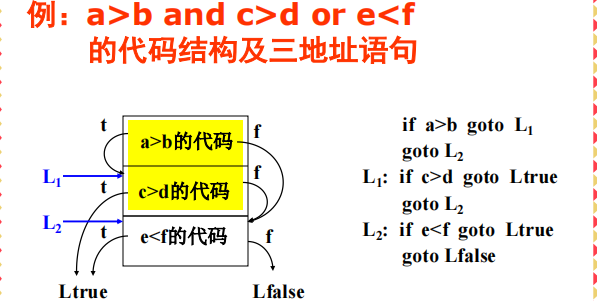 例：a>b and c>d or e<f
的代码结构及三地址语句
t
a>b的代码
f
L1
t
c>d的代码
f
L2
t
e<f的代码
f
Ltrue
Lfalse
if a>b goto L1
goto L2
L1: if c>d goto Ltrue
goto L2
L2: if e<f goto Ltrue
goto Lfalse